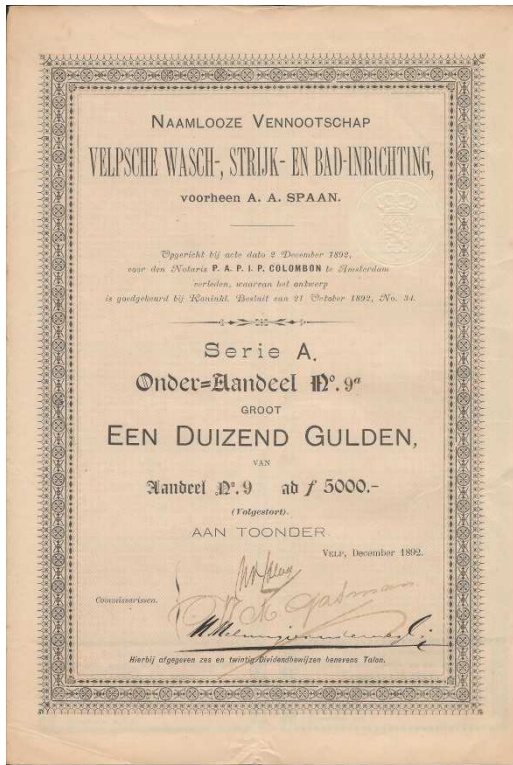 NAAMLOOZE VENNOOTSCHAP
VELPSCHE WASCH-, STRIJK- EN BAD-INRICHTING,
voorheen A. A. SPAAN.
Opgericht bij acte dato 2 December 1892,
voor den Notaris P. A. P. I. P. COLOMBON te Amsterdam
verleden, waarvan het ontwerp
is goedgekeurd bij Koninkl. Besluit van 21 October 1892, No. 34.
Serie A.
Onder=Aandeel No. 9a
GROOT
EEN DUIZEND GULDEN,
VAN
Aandeel No. 9 ad f 5000.-
(Volgestort).
AAN TOONDER
VELP, December 1892.
Commissarissen.
Hierbij afgegeven zes en twintig Dividendbewijzen benevens Talon.